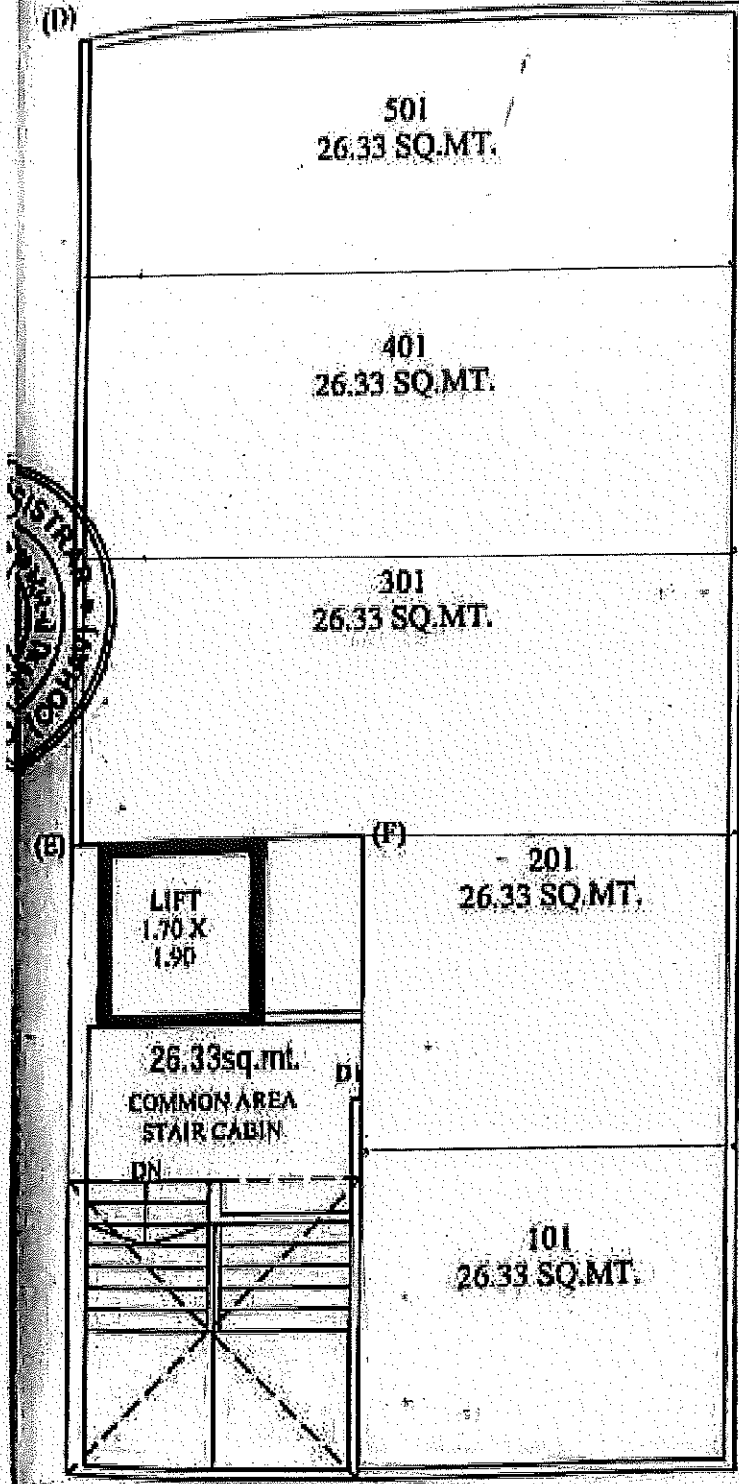 (D)
501
26.33 SQ.MT.
401
26.33 SQ.MT.
301
26.33 SQ.MT.
(E)
(F)
201
26.33 SQ.MT.
LIFT
1.70 X
1.90
26.33sq.mt.
COMMON AREA
STAIR CABIN
DN
101
26.33 SQ.MT.